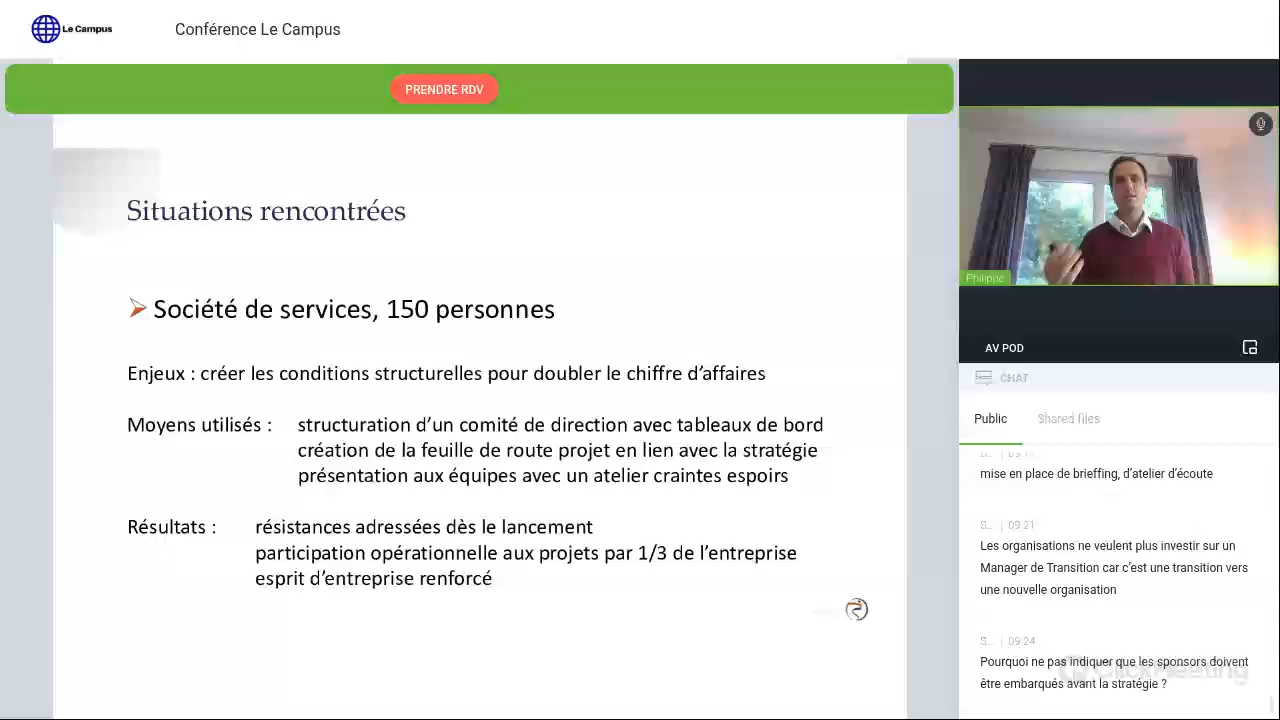 Le Campus
Conférence Le Campus
PRENDRE RDV
Situations rencontrées
Société de services, 150 personnes
Enjeux : créer les conditions structurelles pour doubler le chiffre d’affaires
Moyens utilisés : structuration d’un comité de direction avec tableaux de bord
création de la feuille de route projet en lien avec la stratégie
présentation aux équipes avec un atelier craintes espoirs
Résultats : résistances adressées dès le lancement
participation opérationnelle aux projets par 1/3 de l’entreprise
esprit d’entreprise renforcé
Philippe
AV POD
CHAT
Public Shared files
mise en place de brieffing, d’atelier d’écoute
S... | 09:21
Les organisations ne veulent plus investir sur un
Manager de Transition car c’est une transition vers
une nouvelle organisation
S... | 09:24
Pourquoi ne pas indiquer que les sponsors doivent
être embarqués avant la stratégie ?
ClickMeeting